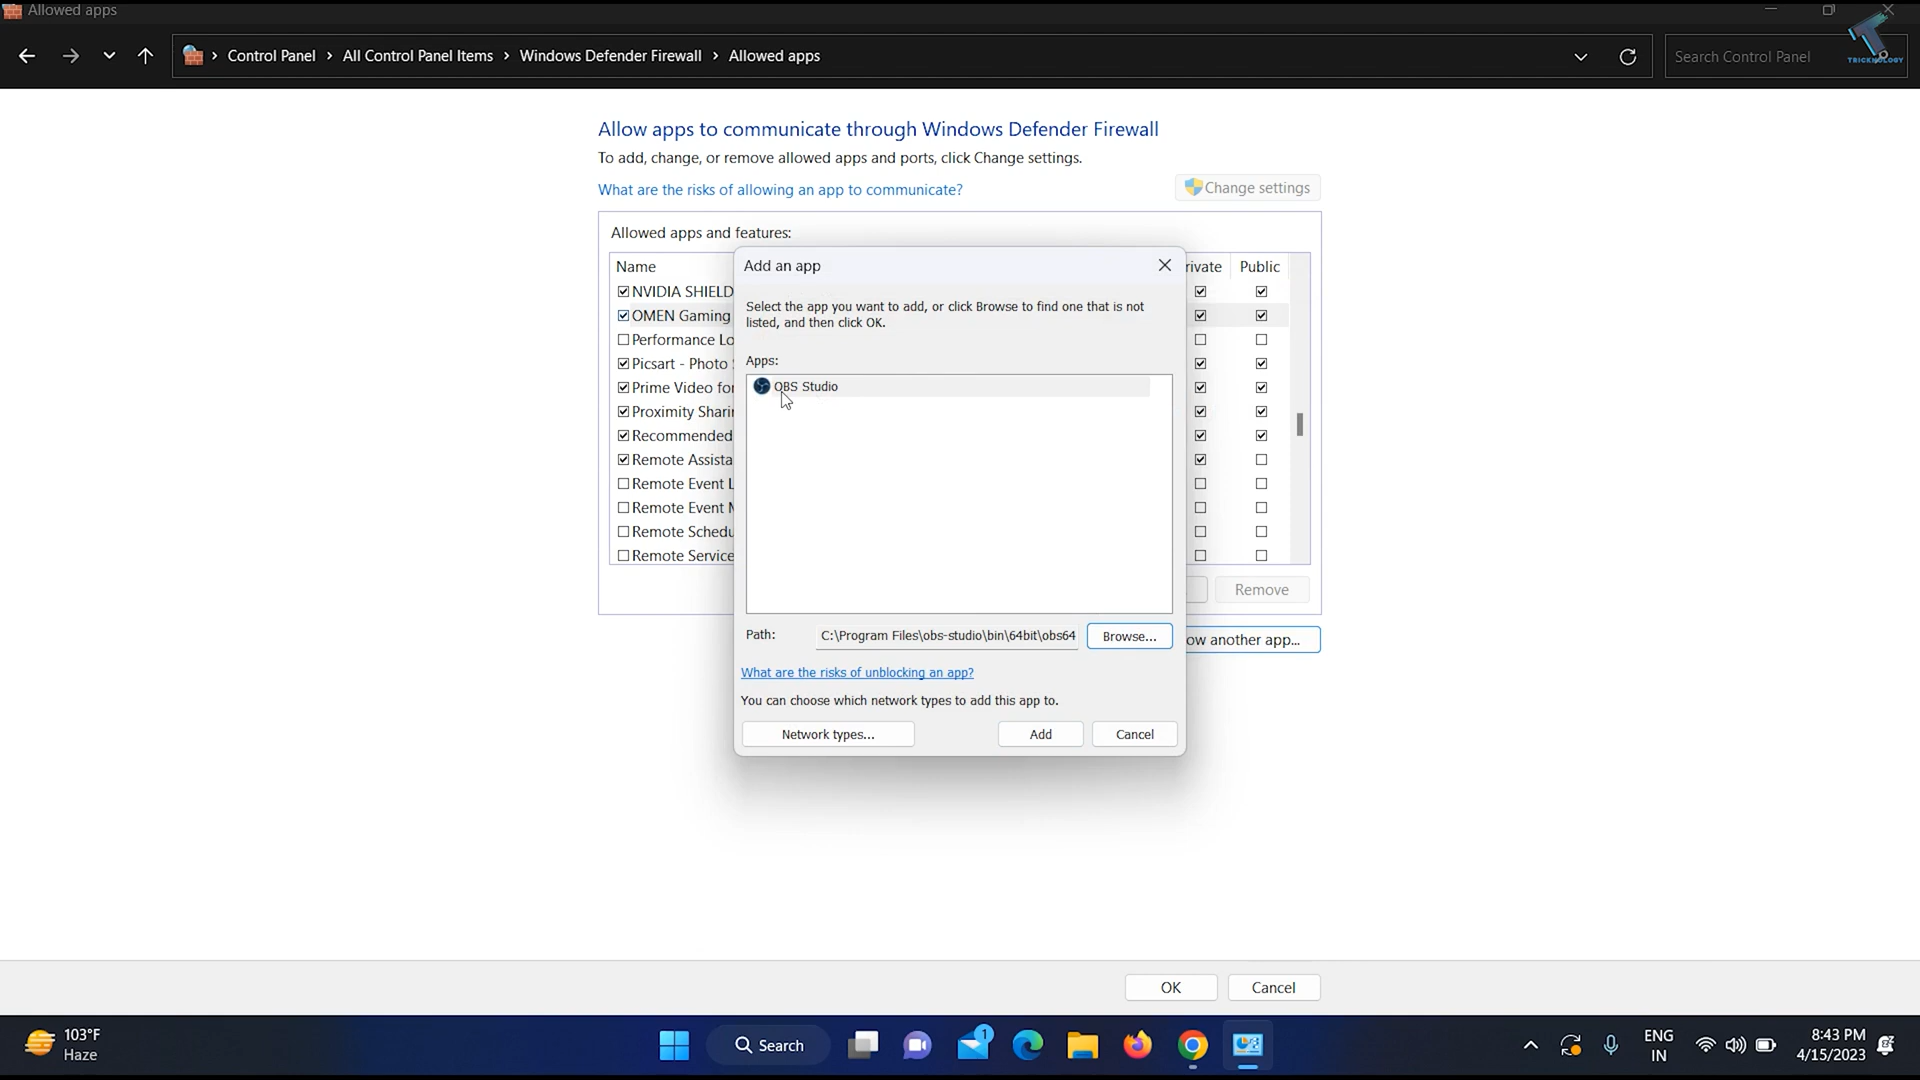 Allowed apps
Control Panel > All Control Panel Items > Windows Defender Firewall > Allowed apps
Search Control Panel
TRICKNOLOGY
Allow apps to communicate through Windows Defender Firewall
To add, change, or remove allowed apps and ports, click Change settings.
What are the risks of allowing an app to communicate?
Change settings
Allowed apps and features:
Name
rivate
Public
NVIDIA SHIELD
OMEN Gaming
Performance Lo
Picsart - Photo
Prime Video for
Proximity Sharin
Recommended
Remote Assista
Remote Event L
Remote Event M
Remote Schedu
Remote Service
Remove
ow another app...
Add an app
Select the app you want to add, or click Browse to find one that is not
listed, and then click OK.
Apps:
OBS Studio
Path:
C:\Program Files\obs-studio\bin\64bit\obs64
Browse...
What are the risks of unblocking an app?
You can choose which network types to add this app to.
Network types...
Add
Cancel
OK
Cancel
103°F
Haze
Search
1
ENG
IN
8:43 PM
4/15/2023